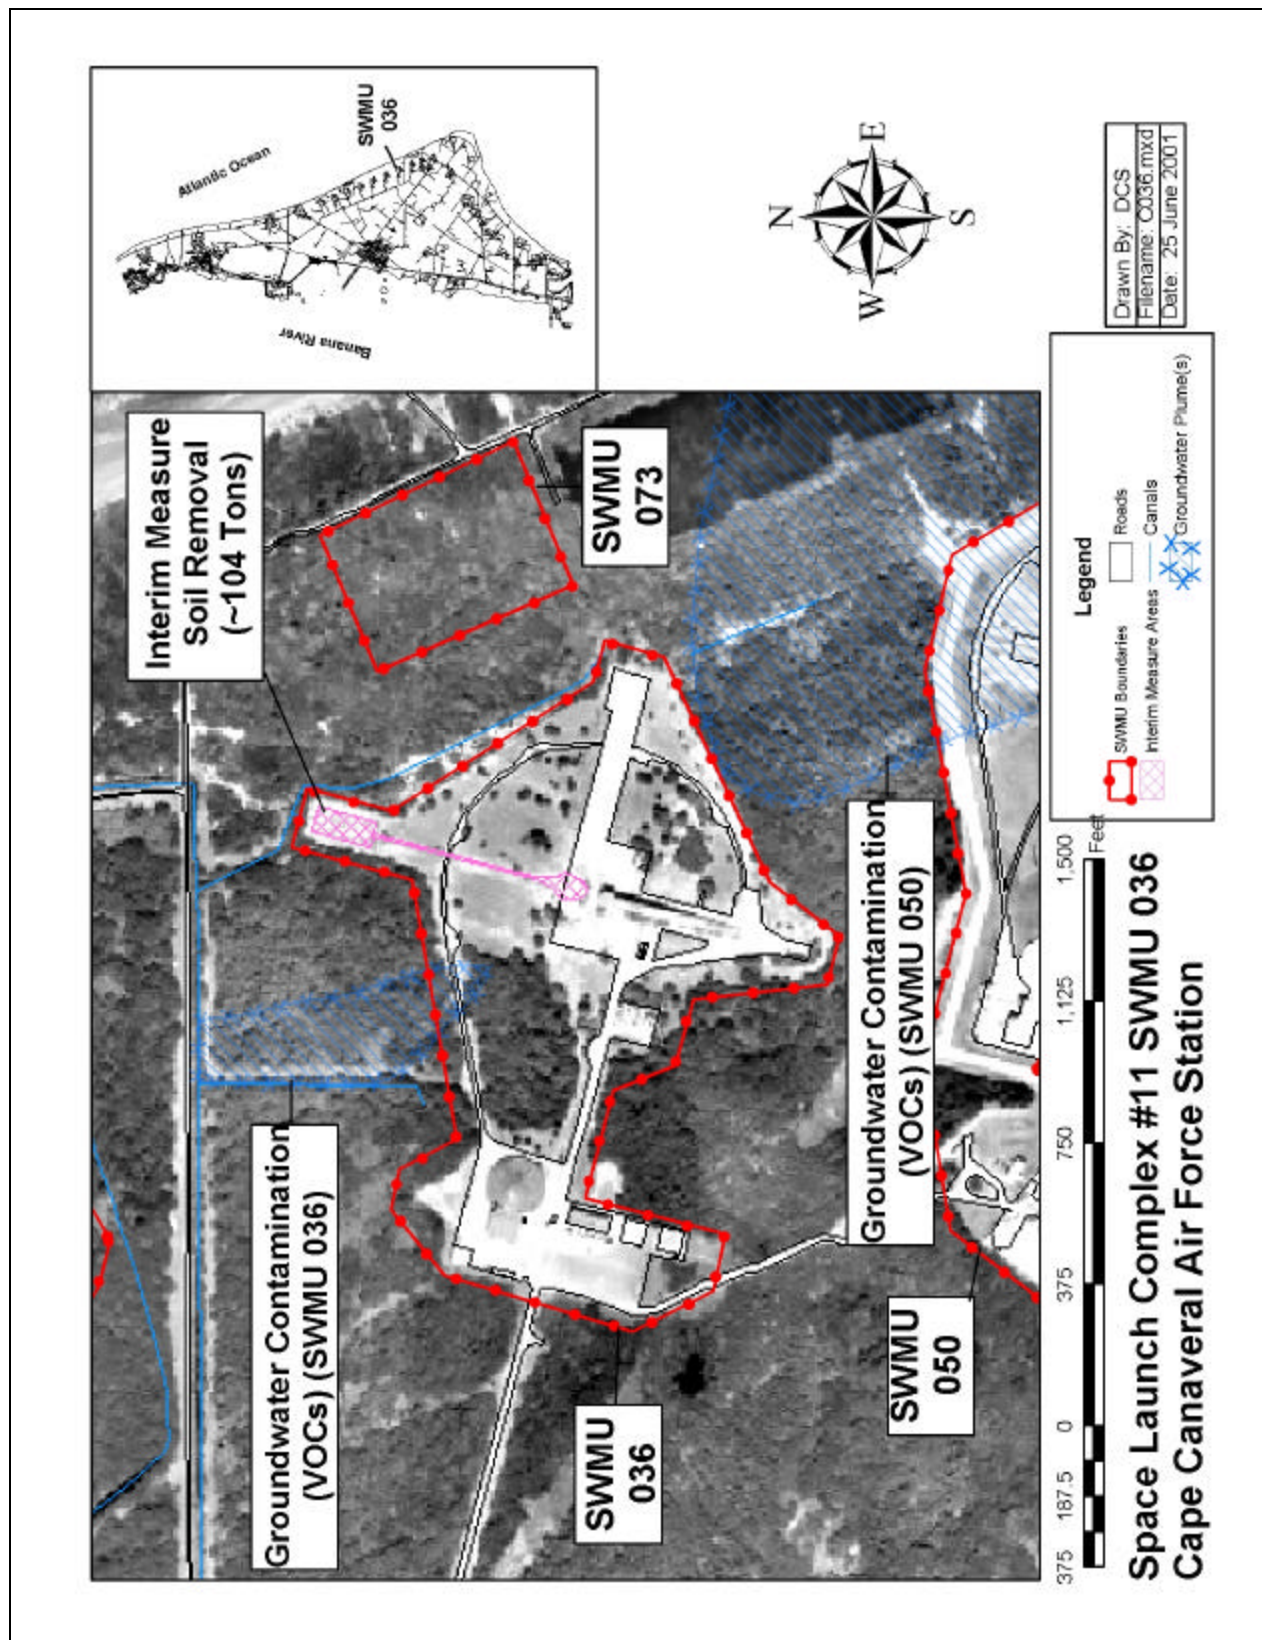 Atlantic Ocean
SWMU
036
Banana River
N
E
S
W
Interim Measure
Soil Removal
(~104 Tons)
SWMU
073
Groundwater Contamination
(VOCs) (SWMU 036)
Groundwater Contamination
(VOCs) (SWMU 050)
SWMU
036
SWMU
050
Legend
SWMU Boundaries
Roads
Interim Measure Areas
Canals
Groundwater Plume(s)
Drawn By: DCS
Filename: C036.mxd
Date: 25 June 2001
375 187.5 0 375 750 1,125 1,500
Feet
Space Launch Complex #11 SWMU 036
Cape Canaveral Air Force Station